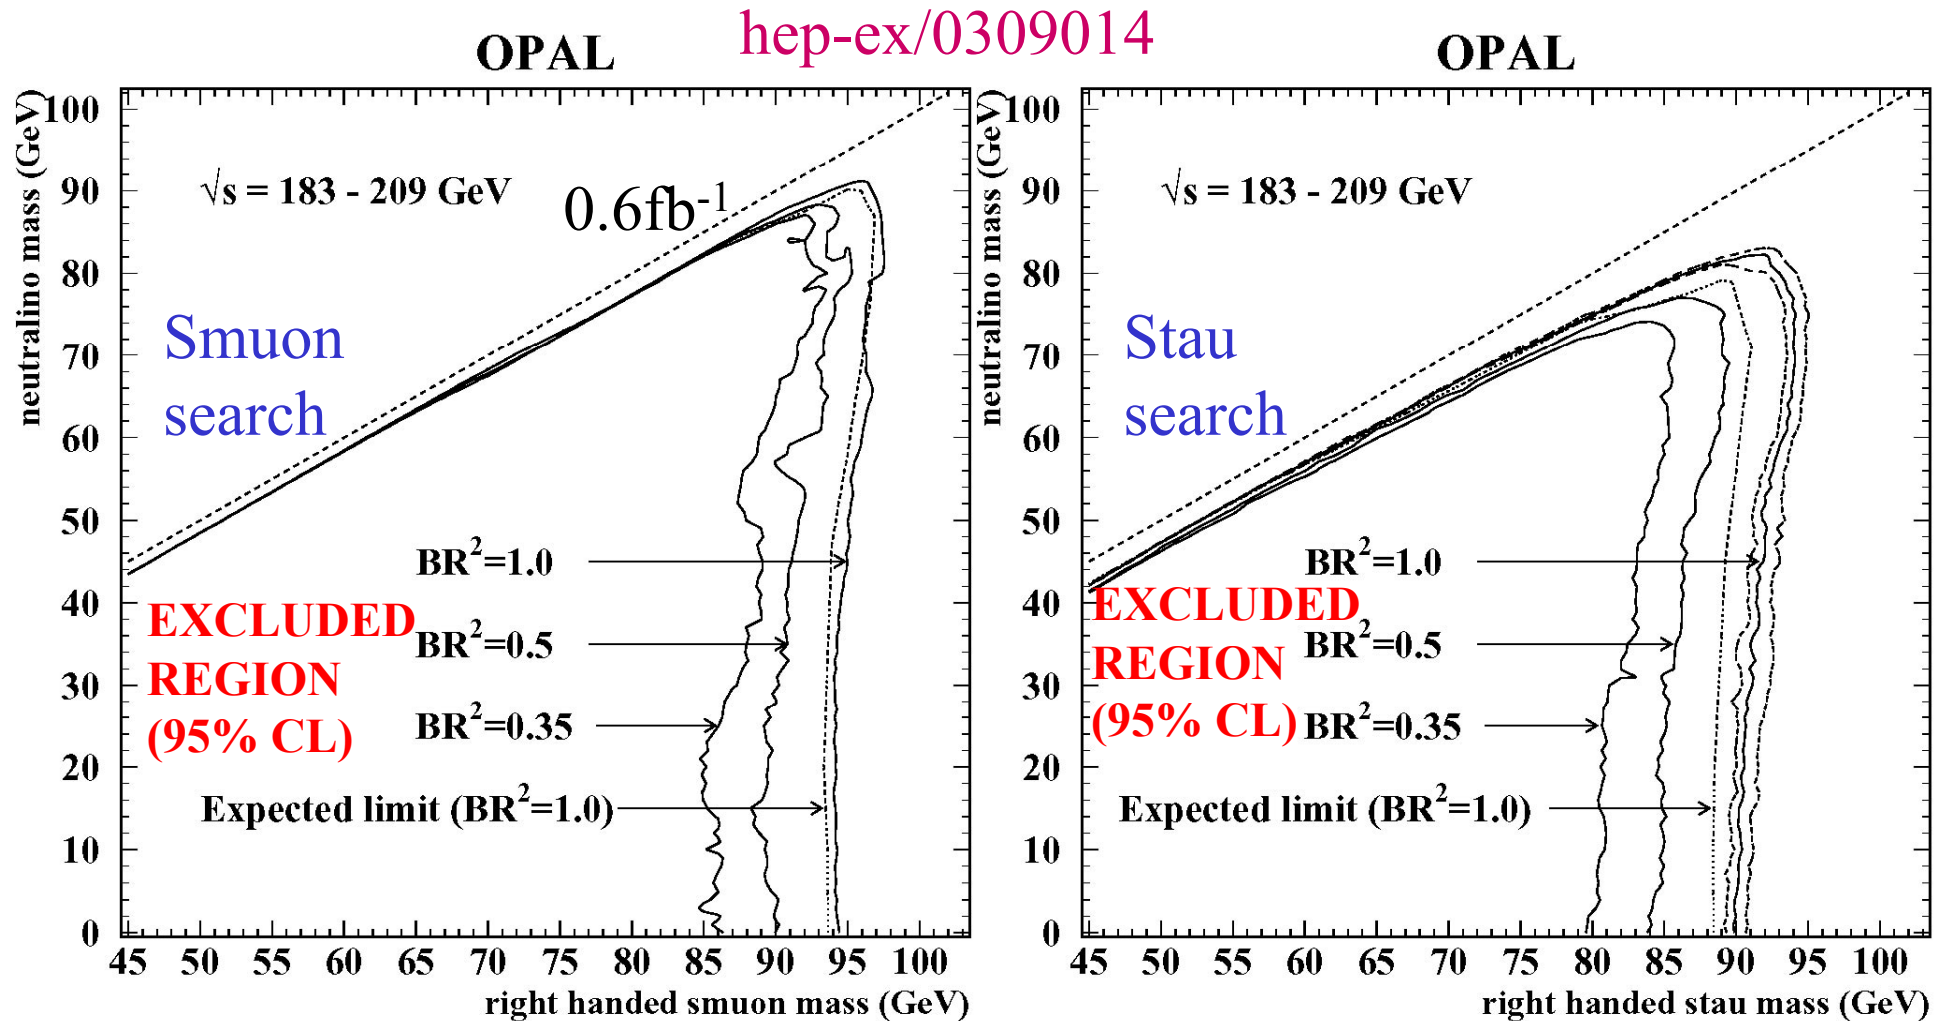 hep-ex/0309014
OPAL
neutralino mass (GeV)
100
90
80
70
60
50
40
30
20
10
0
√s = 183 - 209 GeV
0.6fb-1
Smuon
search
BR2=1.0
EXCLUDED
REGION
(95% CL)
BR2=0.5
BR2=0.35
Expected limit (BR2=1.0)
45 50 55 60 65 70 75 80 85 90 95 100
right handed smuon mass (GeV)
OPAL
neutralino mass (GeV)
100
90
80
70
60
50
40
30
20
10
0
√s = 183 - 209 GeV
Stau
search
BR2=1.0
EXCLUDED
REGION
(95% CL)
BR2=0.5
BR2=0.35
Expected limit (BR2=1.0)
45 50 55 60 65 70 75 80 85 90 95 100
right handed stau mass (GeV)